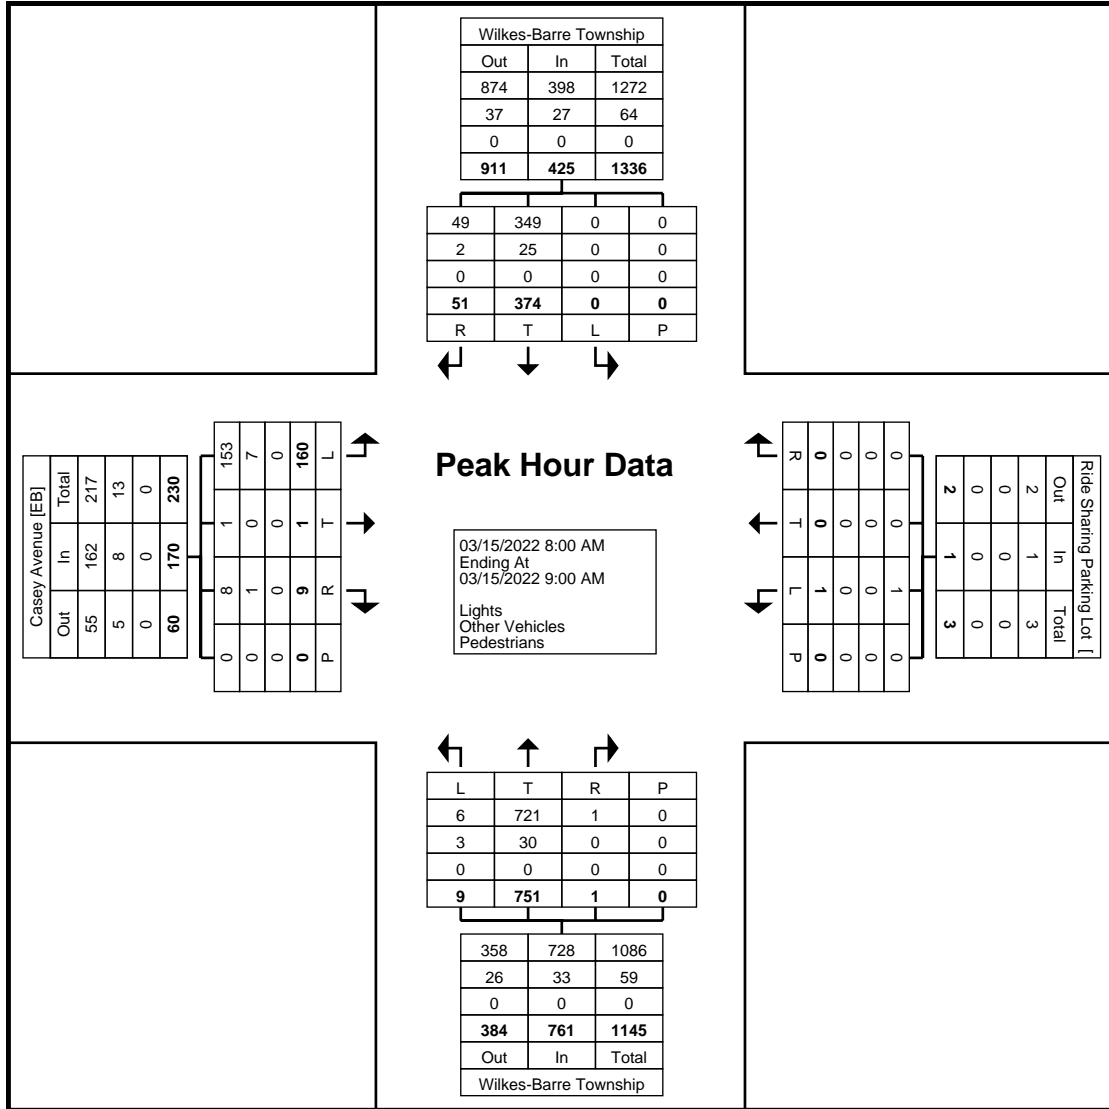 Wilkes-Barre Township
Out In Total
874 398 1272
37 27 64
0 0 0
911 425 1336
49 349 0 0
2 25 0 0
0 0 0 0
51 374 0 0
R T L P
Casey Avenue [EB]
Out In Total
55 162 217
5 8 13
0 0 0
60 170 230
153 1 8 0
7 0 1 0
0 0 0 0
160 1 9 0
L T R P
Peak Hour Data
03/15/2022 8:00 AM
Ending At
03/15/2022 9:00 AM
Lights
Other Vehicles
Pedestrians
Ride Sharing Parking Lot [
Out In Total
2 1 3
0 0 0
0 0 0
2 1 3
0 0 1 0
0 0 0 0
0 0 0 0
0 0 1 0
R T L P
L T R P
6 721 1 0
3 30 0 0
0 0 0 0
9 751 1 0
358 728 1086
26 33 59
0 0 0
384 761 1145
Out In Total
Wilkes-Barre Township